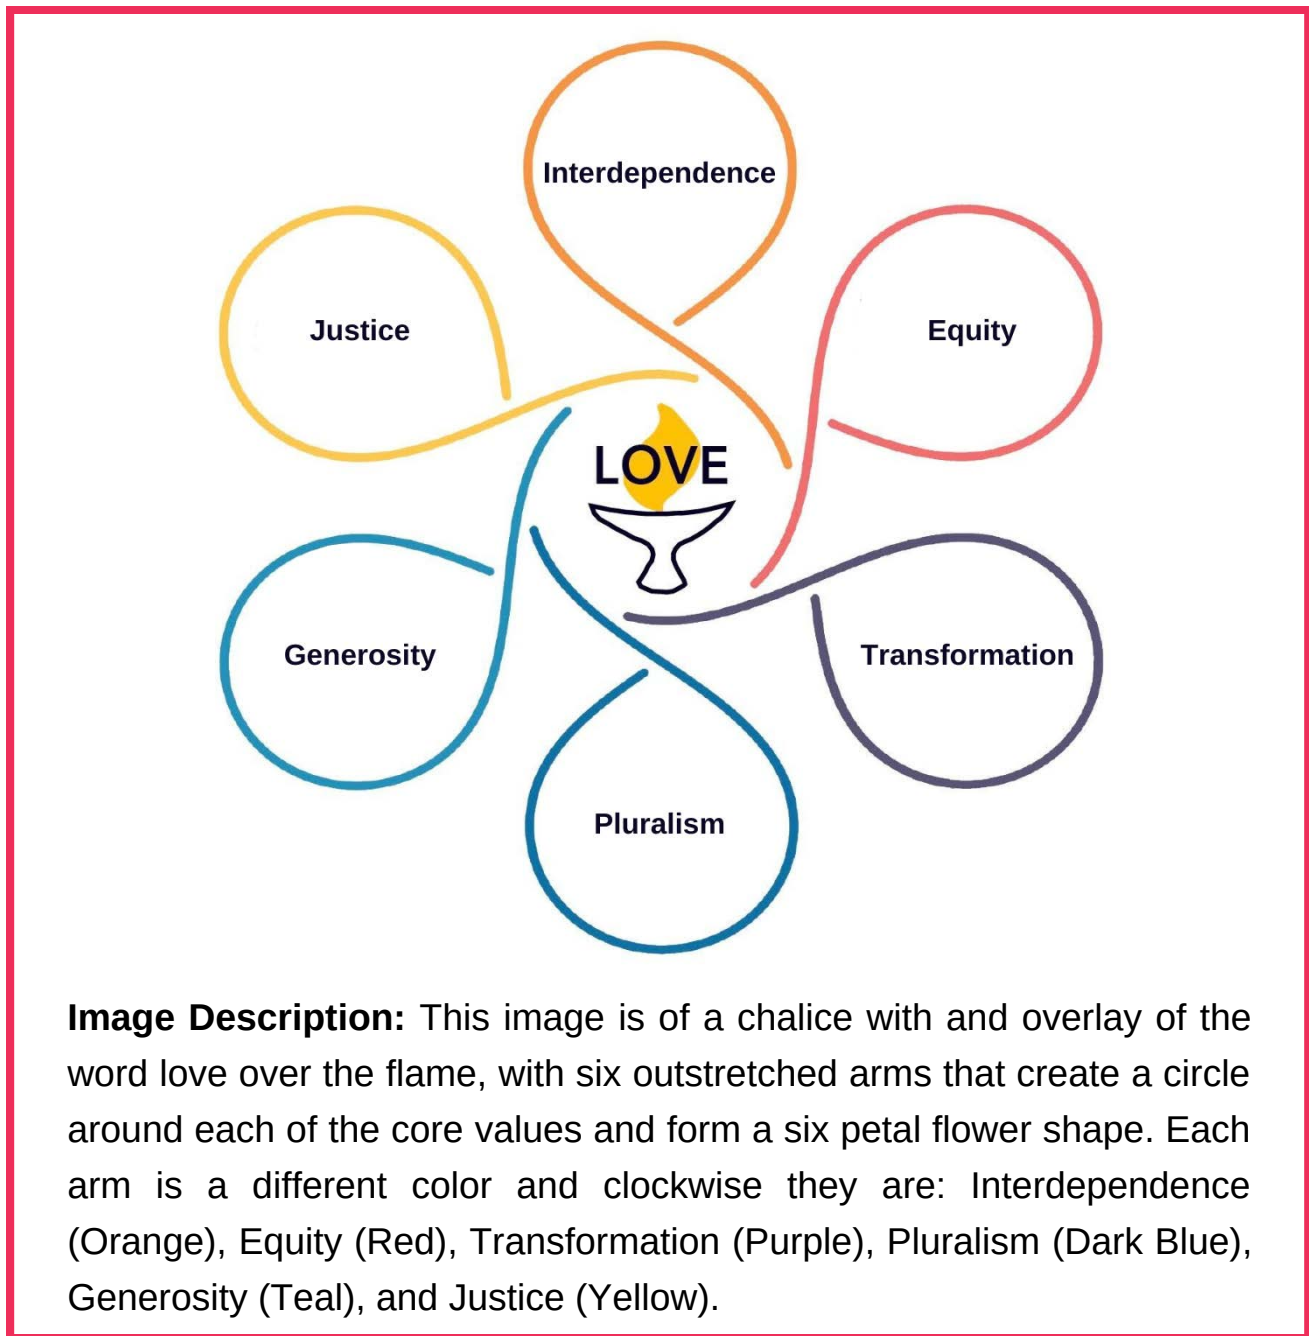 Interdependence
Justice
Equity
LOVE
Generosity
Transformation
Pluralism
Image Description: This image is of a chalice with and overlay of the
word love over the flame, with six outstretched arms that create a circle
around each of the core values and form a six petal flower shape. Each
arm is a different color and clockwise they are: Interdependence
(Orange), Equity (Red), Transformation (Purple), Pluralism (Dark Blue),
Generosity (Teal), and Justice (Yellow).